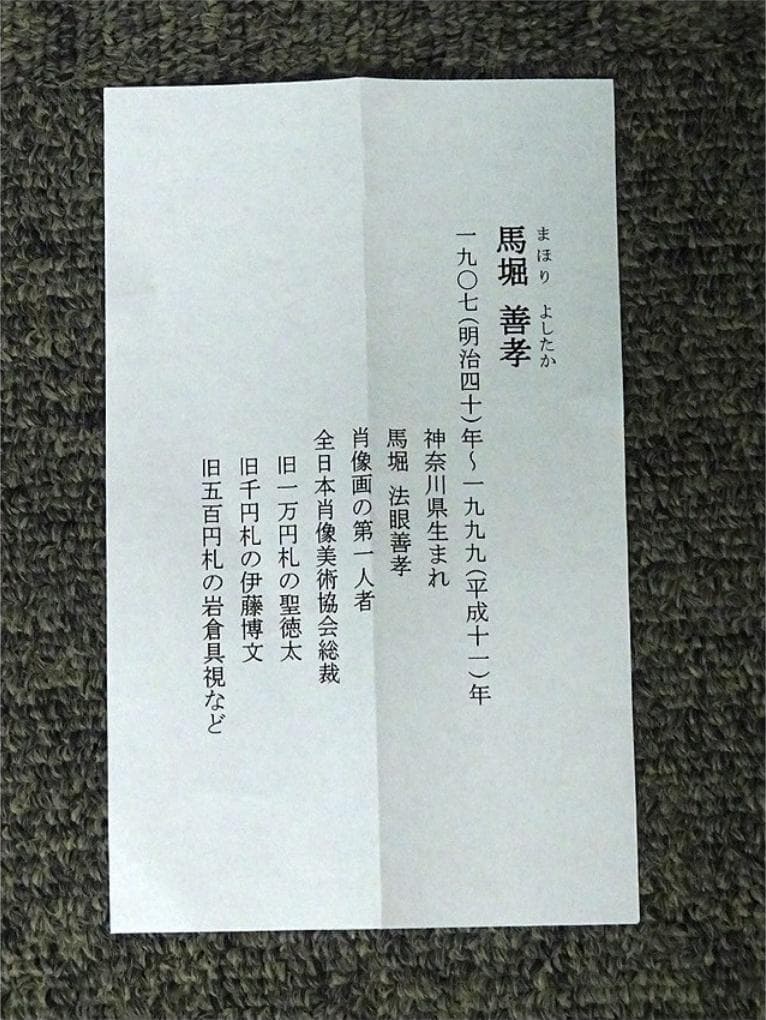 まほり よしたか
馬堀 善孝
一九〇七(明治四十)年～一九九九(平成十一)年
神奈川県生まれ
馬堀 法眼善孝
肖像画の第一人者
全日本肖像美術協会総裁
旧一万円札の聖徳太
旧千円札の伊藤博文
旧五百円札の岩倉具視など